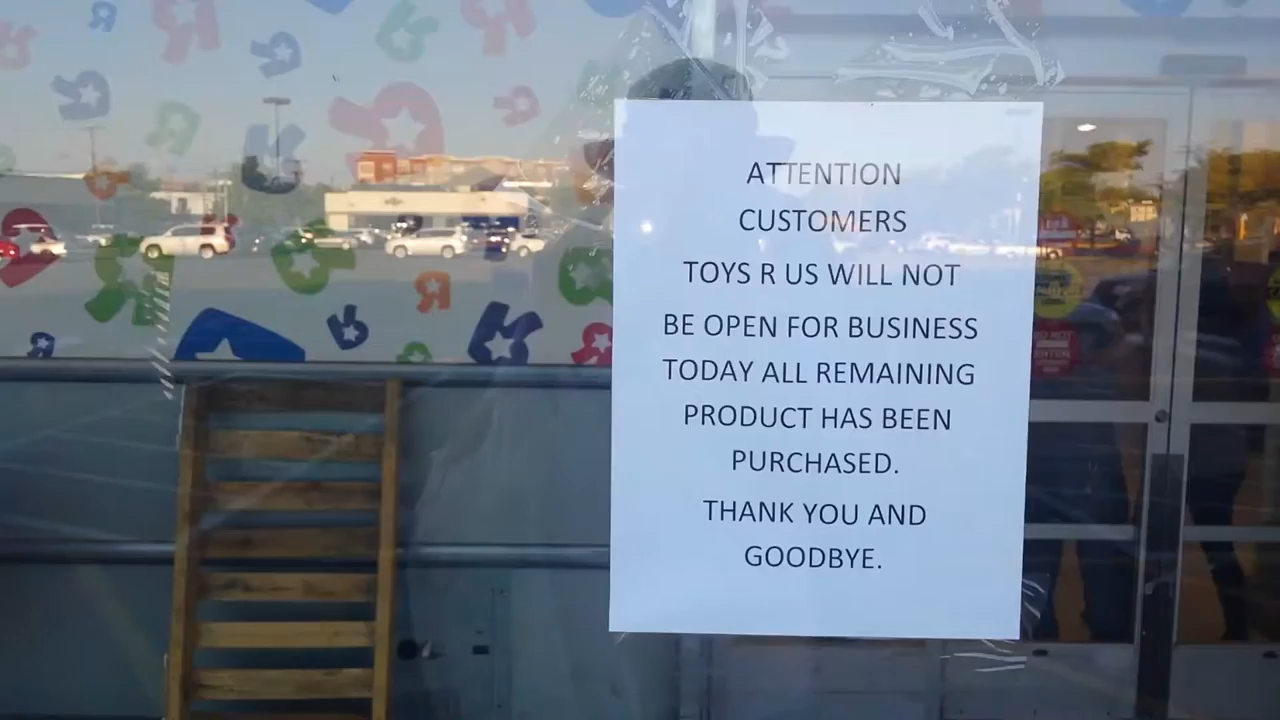 ATTENTION
CUSTOMERS
TOYS R US WILL NOT
BE OPEN FOR BUSINESS
TODAY ALL REMAINING
PRODUCT HAS BEEN
PURCHASED.
THANK YOU AND
GOODBYE.